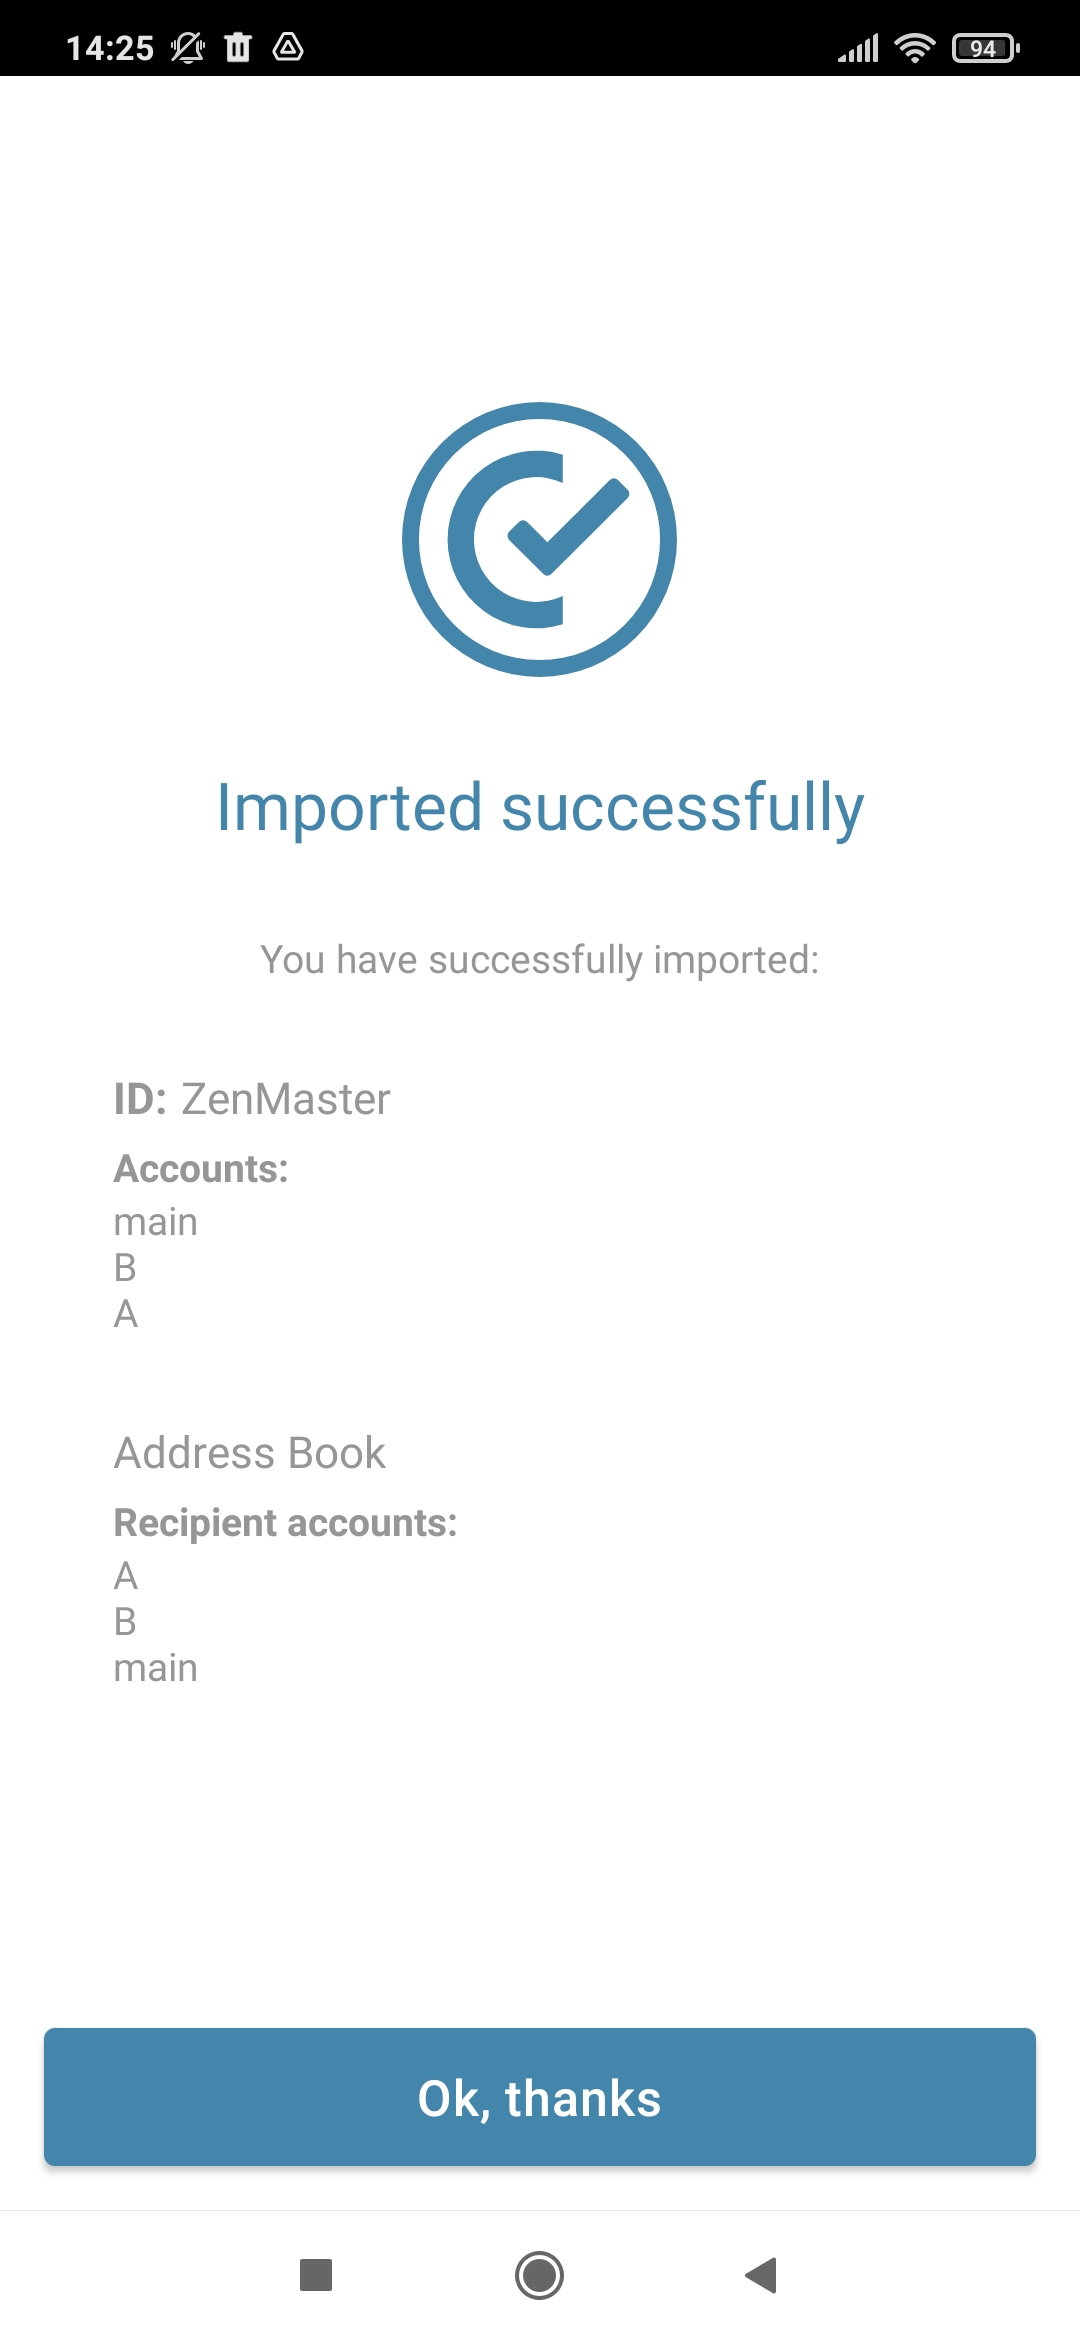 14:25
94
Imported successfully
You have successfully imported:
ID: ZenMaster
Accounts:
main
B
A
Address Book
Recipient accounts:
A
B
main
Ok, thanks